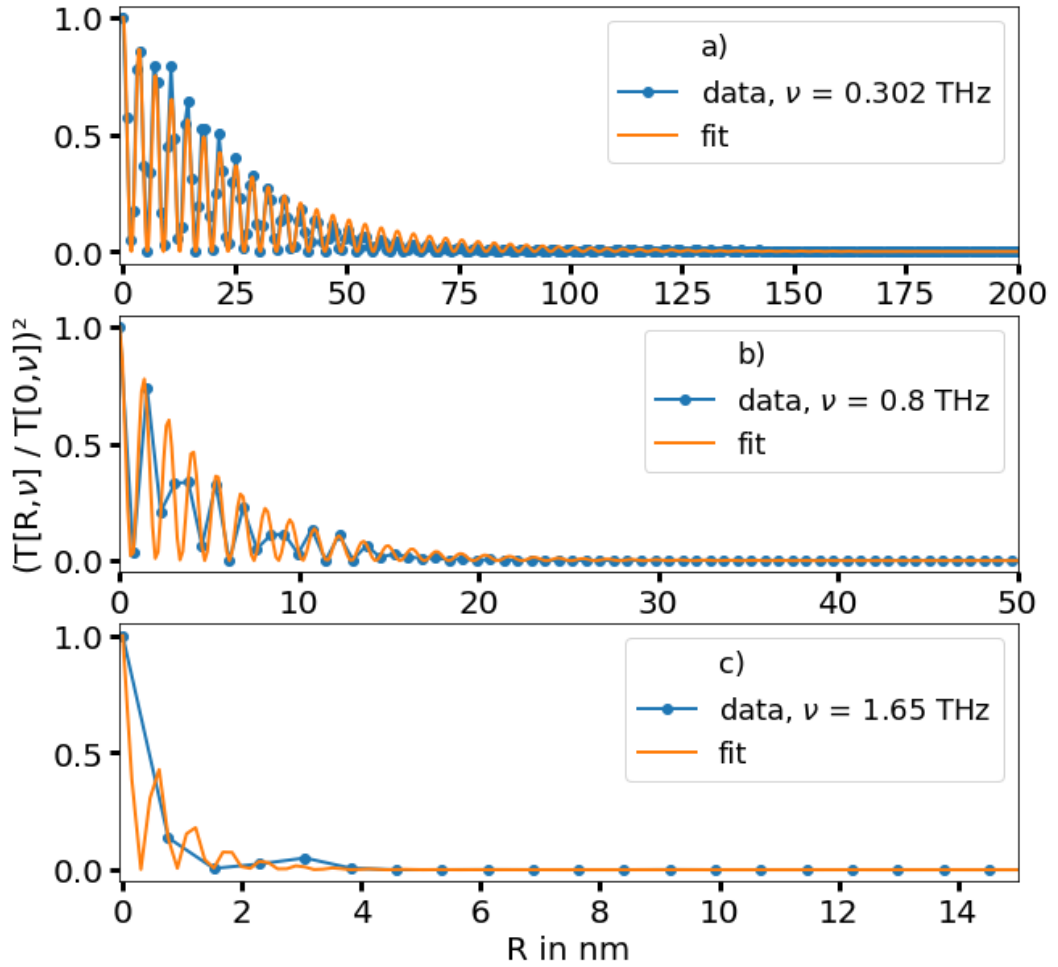 (T[R,ν] / T[0,ν])²
1.0
0.5
0.0
a)
data, ν = 0.302 THz
fit
0 25 50 75 100 125 150 175 200
1.0
0.5
0.0
b)
data, ν = 0.8 THz
fit
0 10 20 30 40 50
1.0
0.5
0.0
c)
data, ν = 1.65 THz
fit
0 2 4 6 8 10 12 14
R in nm